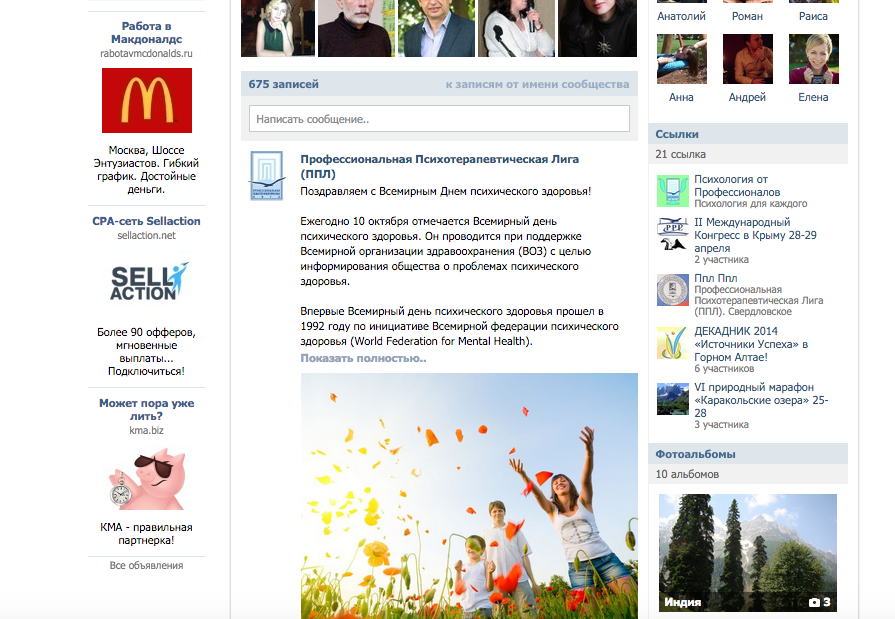 Работа в
Макдоналдс
rabotavmcdonalds.ru
Москва, Шоссе
Энтузиастов. Гибкий
график. Достойные
деньги.
CPA-сеть Sellaction
sellaction.net
SELL
ACTION
Более 90 офферов,
мгновенные
выплаты...
Подключиться!
Может пора уже
лить?
kma.biz
КМА - правильная
партнерка!
Все объявления
675 записей
к записям от имени сообщества
Написать сообщение..
Профессиональная Психотерапевтическая Лига
(ППЛ)
Поздравляем с Всемирным Днем психического здоровья!
Ежегодно 10 октября отмечается Всемирный день
психического здоровья. Он проводится при поддержке
Всемирной организации здравоохранения (ВОЗ) с целью
информирования общества о проблемах психического
здоровья.
Впервые Всемирный день психического здоровья прошел в
1992 году по инициативе Всемирной федерации психического
здоровья (World Federation for Mental Health).
Показать полностью..
Анатолий
Роман
Раиса
Анна
Андрей
Елена
Ссылки
21 ссылка
Психология от
Профессионалов
Психология для каждого
II Международный
Конгресс в Крыму 28-29
апреля
2 участника
Ппл Ппл
Профессиональная
Психотерапевтическая Лига
(ППЛ). Свердловское
ДЕКАДНИК 2014
«Источники Успеха» в
Горном Алтае!
6 участников
VI природный марафон
«Каракольские озера» 25-
28
3 участника
Фотоальбомы
10 альбомов
Индия
3